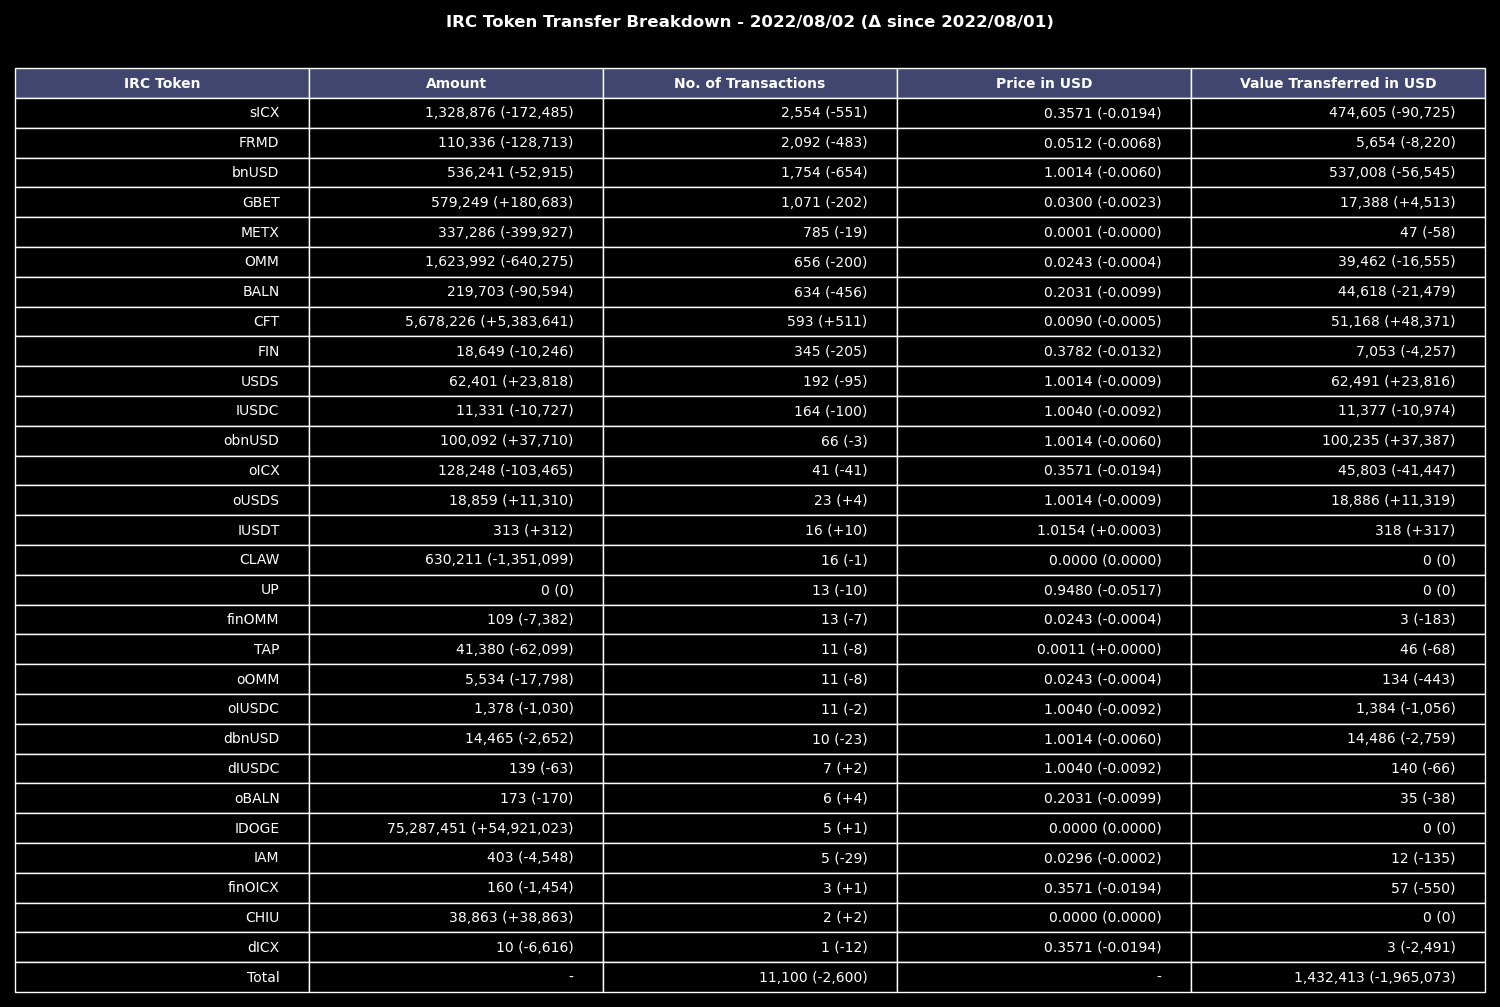 IRC Token Transfer Breakdown - 2022/08/02 (Δ since 2022/08/01)
IRC Token Amount No. of Transactions Price in USD Value Transferred in USD
sICX 1,328,876 (-172,485) 2,554 (-551) 0.3571 (-0.0194) 474,605 (-90,725)
FRMD 110,336 (-128,713) 2,092 (-483) 0.0512 (-0.0068) 5,654 (-8,220)
bnUSD 536,241 (-52,915) 1,754 (-654) 1.0014 (-0.0060) 537,008 (-56,545)
GBET 579,249 (+180,683) 1,071 (-202) 0.0300 (-0.0023) 17,388 (+4,513)
METX 337,286 (-399,927) 785 (-19) 0.0001 (-0.0000) 47 (-58)
OMM 1,623,992 (-640,275) 656 (-200) 0.0243 (-0.0004) 39,462 (-16,555)
BALN 219,703 (-90,594) 634 (-456) 0.2031 (-0.0099) 44,618 (-21,479)
CFT 5,678,226 (+5,383,641) 593 (+511) 0.0090 (-0.0005) 51,168 (+48,371)
FIN 18,649 (-10,246) 345 (-205) 0.3782 (-0.0132) 7,053 (-4,257)
USDS 62,401 (+23,818) 192 (-95) 1.0014 (-0.0009) 62,491 (+23,816)
IUSDC 11,331 (-10,727) 164 (-100) 1.0040 (-0.0092) 11,377 (-10,974)
obnUSD 100,092 (+37,710) 66 (-3) 1.0014 (-0.0060) 100,235 (+37,387)
oICX 128,248 (-103,465) 41 (-41) 0.3571 (-0.0194) 45,803 (-41,447)
oUSDS 18,859 (+11,310) 23 (+4) 1.0014 (-0.0009) 18,886 (+11,319)
IUSDT 313 (+312) 16 (+10) 1.0154 (+0.0003) 318 (+317)
CLAW 630,211 (-1,351,099) 16 (-1) 0.0000 (0.0000) 0 (0)
UP 0 (0) 13 (-10) 0.9480 (-0.0517) 0 (0)
finOMM 109 (-7,382) 13 (-7) 0.0243 (-0.0004) 3 (-183)
TAP 41,380 (-62,099) 11 (-8) 0.0011 (+0.0000) 46 (-68)
oOMM 5,534 (-17,798) 11 (-8) 0.0243 (-0.0004) 134 (-443)
oIUSDC 1,378 (-1,030) 11 (-2) 1.0040 (-0.0092) 1,384 (-1,056)
dbnUSD 14,465 (-2,652) 10 (-23) 1.0014 (-0.0060) 14,486 (-2,759)
dIUSDC 139 (-63) 7 (+2) 1.0040 (-0.0092) 140 (-66)
oBALN 173 (-170) 6 (+4) 0.2031 (-0.0099) 35 (-38)
IDOGE 75,287,451 (+54,921,023) 5 (+1) 0.0000 (0.0000) 0 (0)
IAM 403 (-4,548) 5 (-29) 0.0296 (-0.0002) 12 (-135)
finOICX 160 (-1,454) 3 (+1) 0.3571 (-0.0194) 57 (-550)
CHIU 38,863 (+38,863) 2 (+2) 0.0000 (0.0000) 0 (0)
dICX 10 (-6,616) 1 (-12) 0.3571 (-0.0194) 3 (-2,491)
Total - 11,100 (-2,600) - 1,432,413 (-1,965,073)